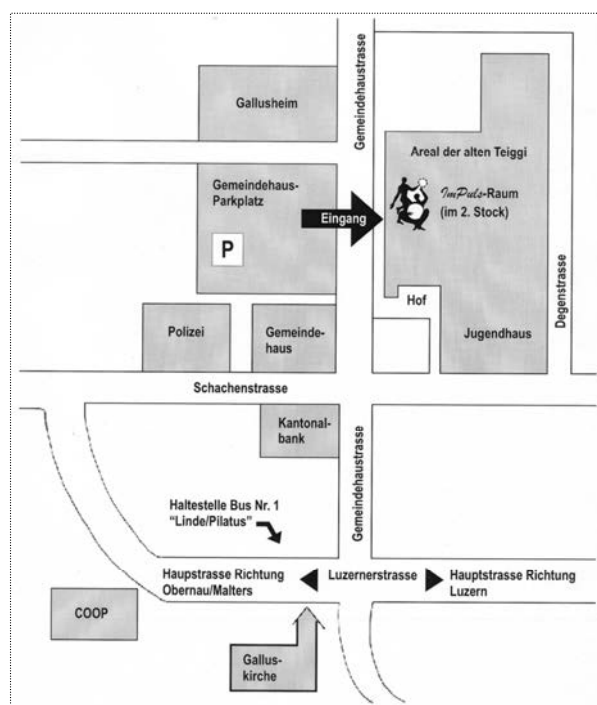 Gallusheim
Gemeindehaustrasse
Areal der alten Teiggi
ImPuls-Raum
(im 2. Stock)
Gemeindehaus-
Parkplatz
P
Eingang
Degenstrasse
Hof
Polizei
Gemeinde-
haus
Jugendhaus
Schachenstrasse
Kantonal-
bank
Gemeindehaustrasse
Haltestelle Bus Nr. 1
"Linde/Pilatus"
Haupstrasse Richtung
Obernau/Malters
Luzernerstrasse
Hauptstrasse Richtung
Luzern
COOP
Gallus-
kirche